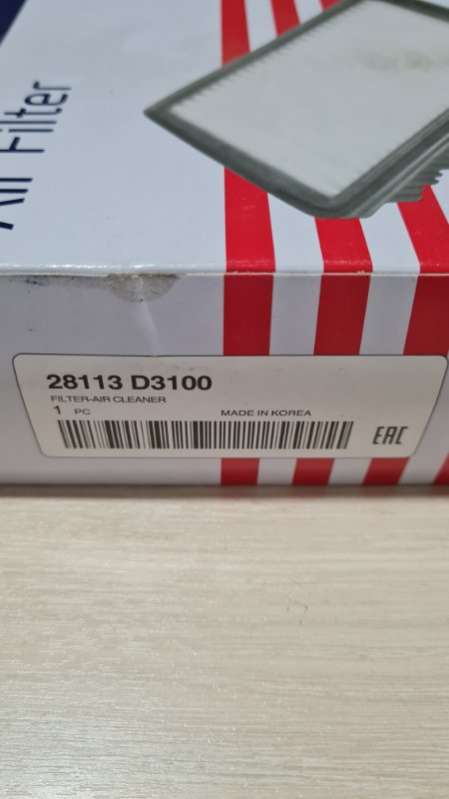 Air Filter
28113 D3100
FILTER-AIR CLEANER
1 PC MADE IN KOREA
EAC